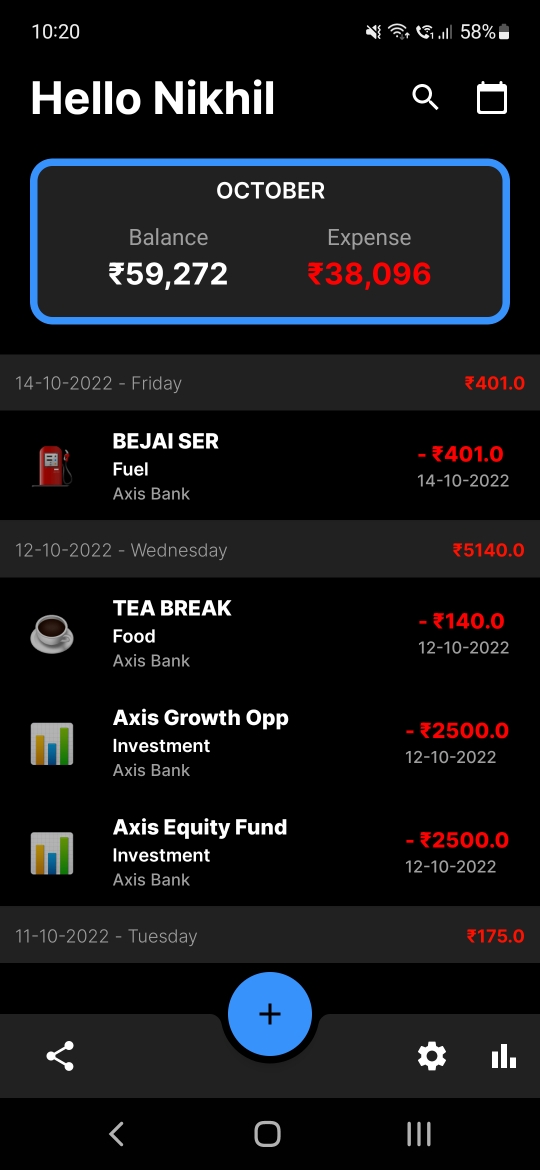 10:20 58%
Hello Nikhil
OCTOBER
Balance Expense
₹59,272 ₹38,096
14-10-2022 - Friday ₹401.0
BEJAI SER
- ₹401.0
Fuel
14-10-2022
Axis Bank
12-10-2022 - Wednesday ₹5140.0
TEA BREAK
- ₹140.0
Food
12-10-2022
Axis Bank
Axis Growth Opp
- ₹2500.0
Investment
12-10-2022
Axis Bank
Axis Equity Fund
- ₹2500.0
Investment
12-10-2022
Axis Bank
11-10-2022 - Tuesday ₹175.0